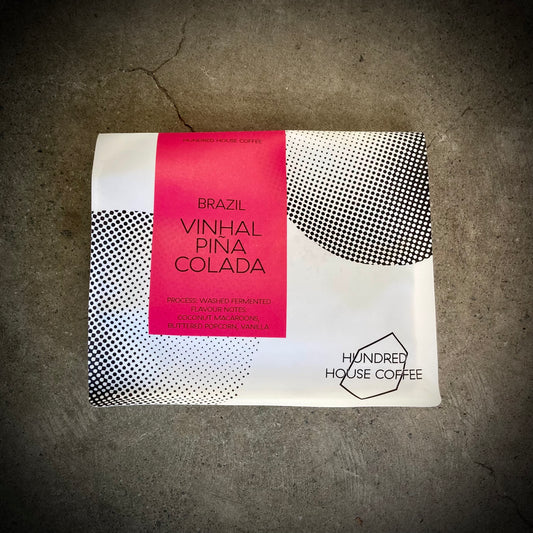 HUNDRED HOUSE COFFEE
BRAZIL
VINHAL
PIÑA
COLADA
PROCESS: WASHED FERMENTED
FLAVOUR NOTES:
COCONUT MACAROONS,
BUTTERED POPCORN, VANILLA
HUNDRED
HOUSE COFFEE